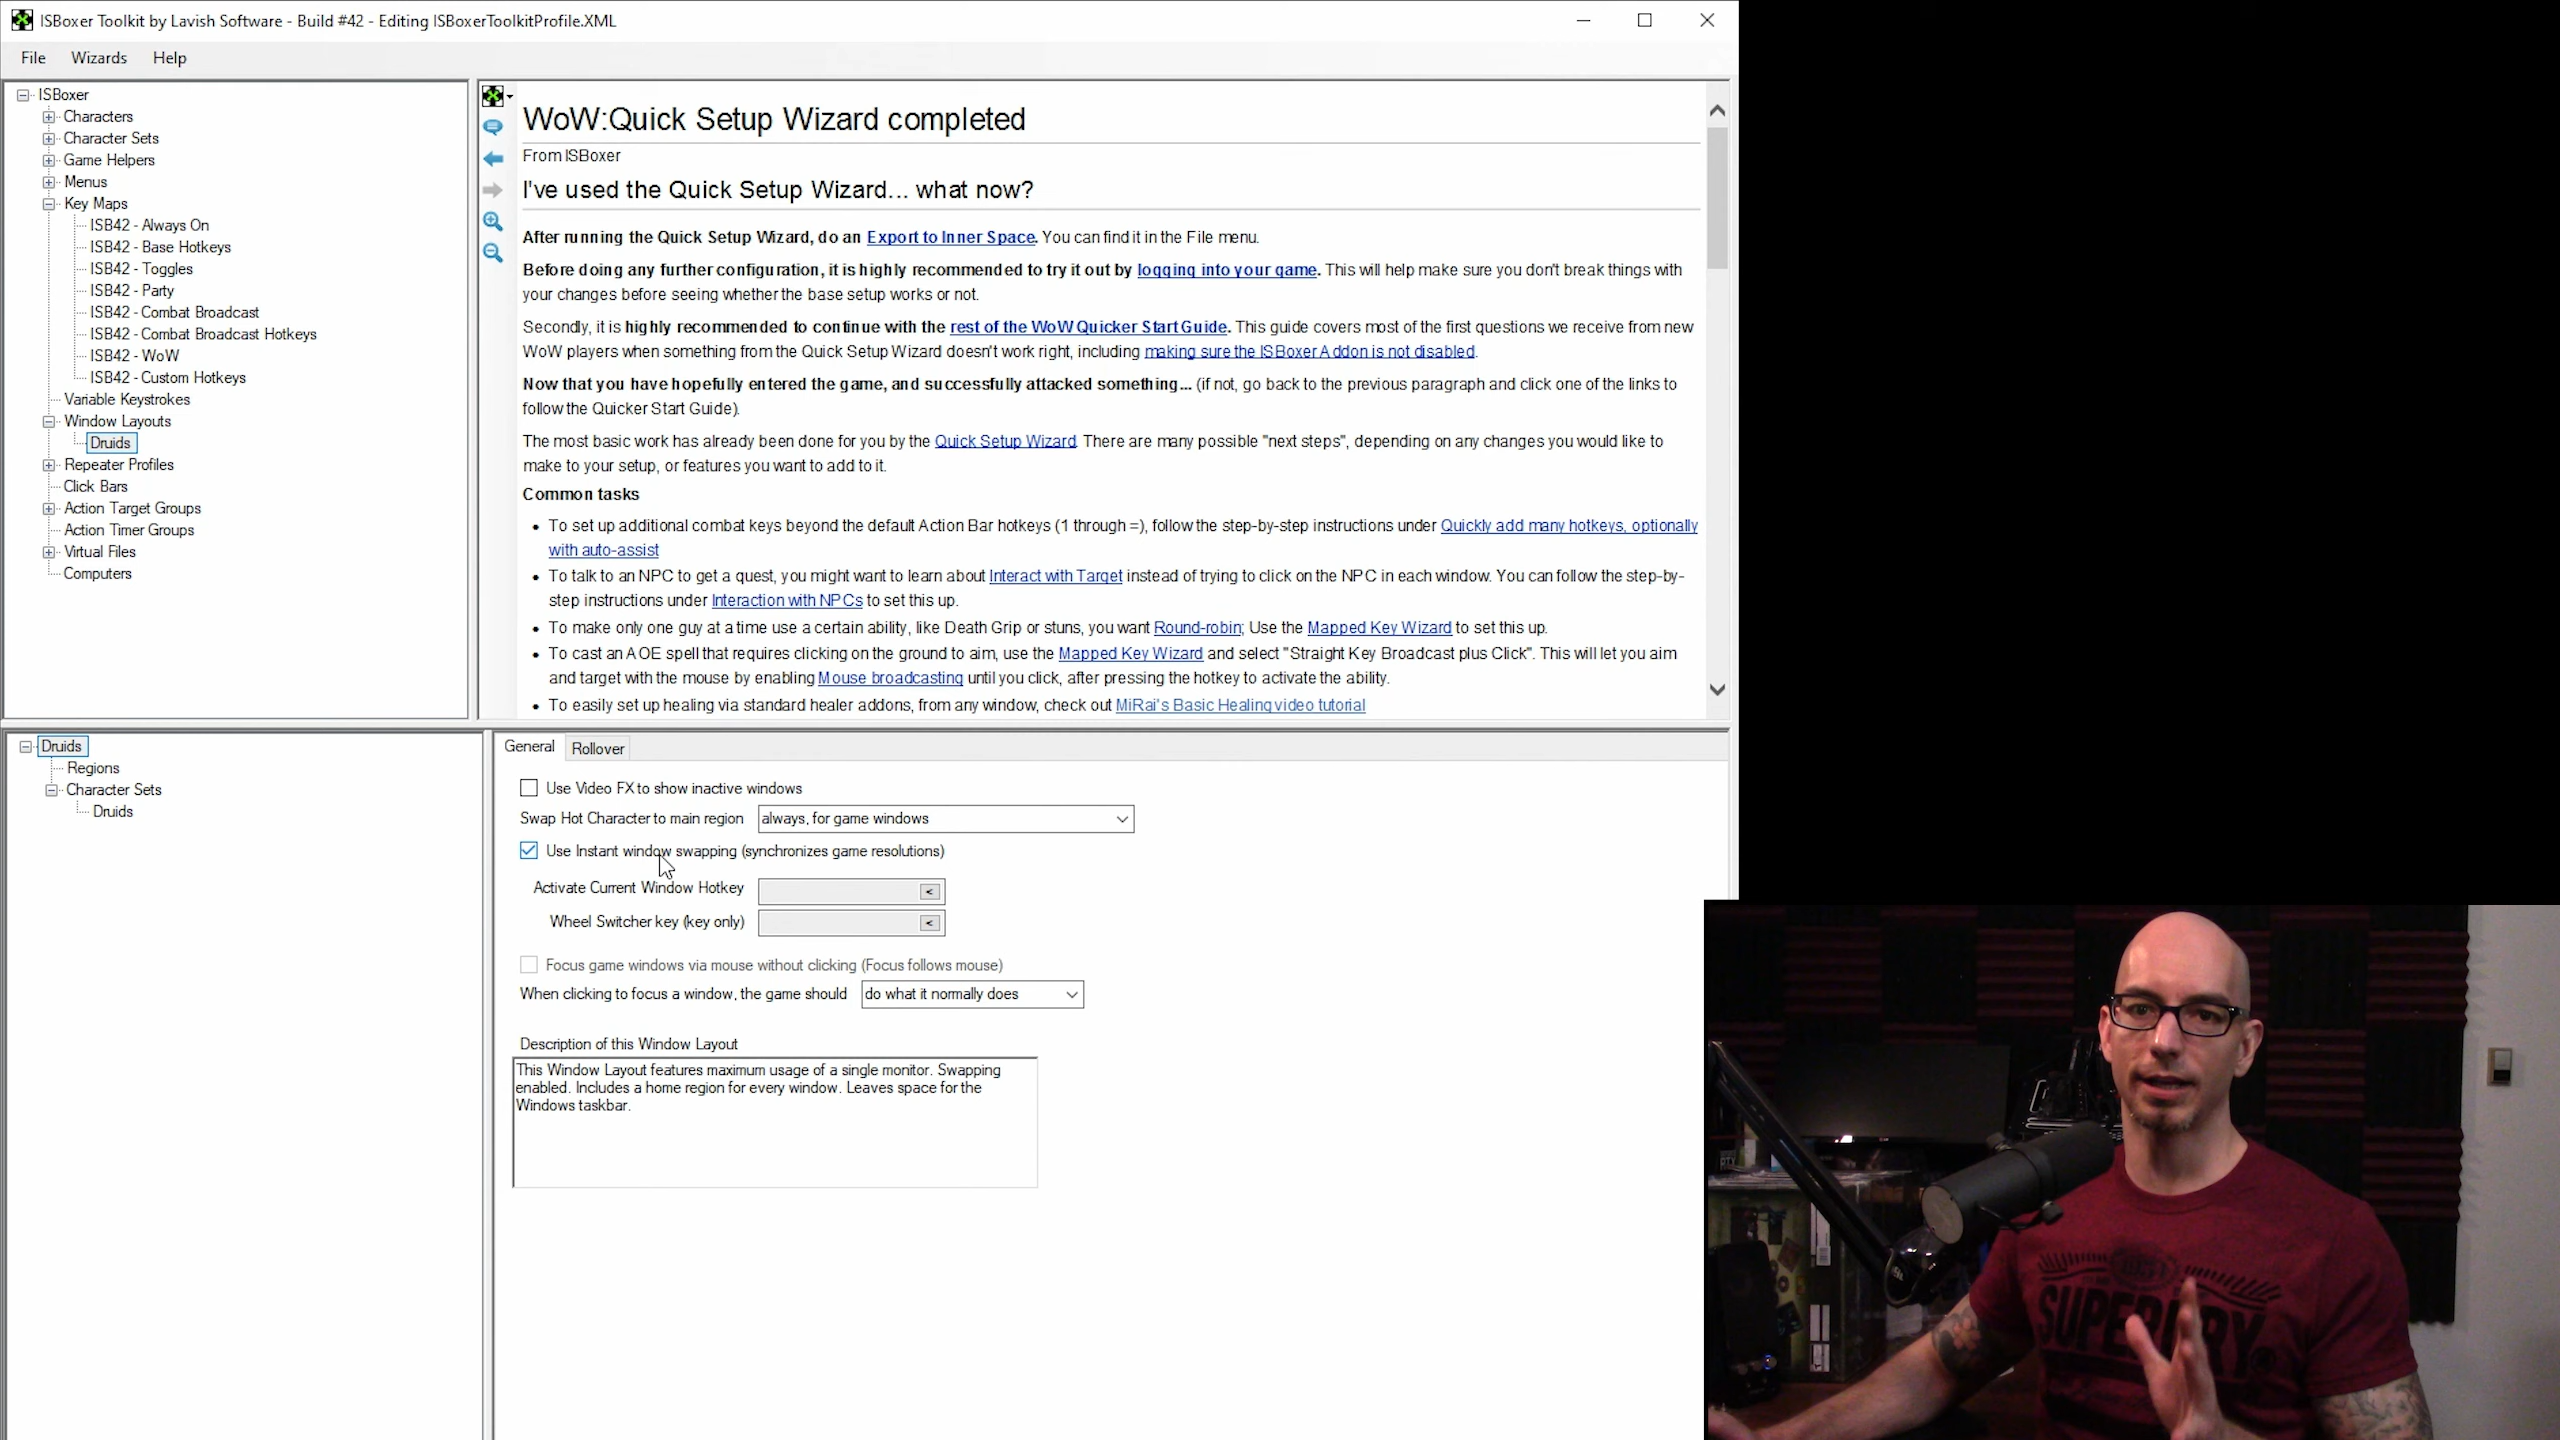 ISBoxer Toolkit by Lavish Software - Build #42 - Editing ISBoxerToolkitProfile.XML
File Wizards Help
ISBoxer
Characters
Character Sets
Game Helpers
Menus
Key Maps
ISB42 - Always On
ISB42 - Base Hotkeys
ISB42 - Toggles
ISB42 - Party
ISB42 - Combat Broadcast
ISB42 - Combat Broadcast Hotkeys
ISB42 - WoW
ISB42 - Custom Hotkeys
Variable Keystrokes
Window Layouts
Druids
Repeater Profiles
Click Bars
Action Target Groups
Action Timer Groups
Virtual Files
Computers
WoW:Quick Setup Wizard completed
From ISBoxer
I've used the Quick Setup Wizard... what now?
After running the Quick Setup Wizard, do an Export to Inner Space. You can find it in the File menu.
Before doing any further configuration, it is highly recommended to try it out by logging into your game. This will help make sure you don't break things with
your changes before seeing whether the base setup works or not.
Secondly, it is highly recommended to continue with the rest of the WoW Quicker Start Guide. This guide covers most of the first questions we receive from new
WoW players when something from the Quick Setup Wizard doesn't work right, including making sure the ISBoxer Addon is not disabled.
Now that you have hopefully entered the game, and successfully attacked something... (if not, go back to the previous paragraph and click one of the links to
follow the Quicker Start Guide).
The most basic work has already been done for you by the Quick Setup Wizard. There are many possible "next steps", depending on any changes you would like to
make to your setup, or features you want to add to it.
Common tasks
• To set up additional combat keys beyond the default Action Bar hotkeys (1 through =), follow the step-by-step instructions under Quickly add many hotkeys, optionally
with auto-assist
• To talk to an NPC to get a quest, you might want to learn about Interact with Target instead of trying to click on the NPC in each window. You can follow the step-by-
step instructions under Interaction with NPCs to set this up.
• To make only one guy at a time use a certain ability, like Death Grip or stuns, you want Round-robin; Use the Mapped Key Wizard to set this up.
• To cast an AOE spell that requires clicking on the ground to aim, use the Mapped Key Wizard and select "Straight Key Broadcast plus Click". This will let you aim
and target with the mouse by enabling Mouse broadcasting until you click, after pressing the hotkey to activate the ability.
• To easily set up healing via standard healer addons, from any window, check out MiRai's Basic Healing video tutorial
Druids
Regions
Character Sets
Druids
General Rollover
Use Video FX to show inactive windows
Swap Hot Character to main region always, for game windows
Use Instant window swapping (synchronizes game resolutions)
Activate Current Window Hotkey <
Wheel Switcher key (key only) <
Focus game windows via mouse without clicking (Focus follows mouse)
When clicking to focus a window, the game should do what it normally does
Description of this Window Layout
This Window Layout features maximum usage of a single monitor. Swapping
enabled. Includes a home region for every window. Leaves space for the
Windows taskbar.